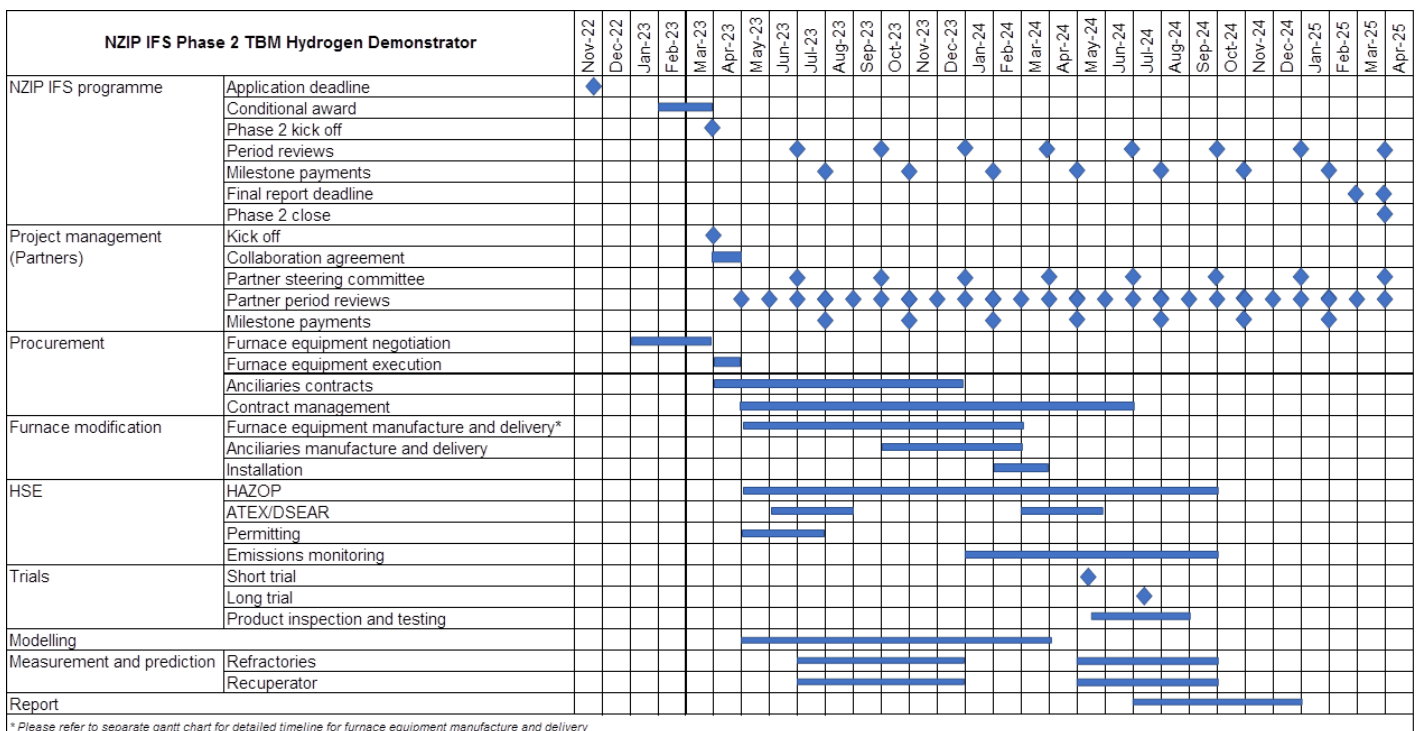 NZIP IFS Phase 2 TBM Hydrogen Demonstrator
Nov-22
Dec-22
Jan-23
Feb-23
Mar-23
Apr-23
May-23
Jun-23
Jul-23
Aug-23
Sep-23
Oct-23
Nov-23
Dec-23
Jan-24
Feb-24
Mar-24
Apr-24
May-24
Jun-24
Jul-24
Aug-24
Sep-24
Oct-24
Nov-24
Dec-24
Jan-25
Feb-25
Mar-25
Apr-25
NZIP IFS programme
Application deadline
Conditional award
Phase 2 kick off
Period reviews
Milestone payments
Final report deadline
Phase 2 close
Project management
(Partners)
Kick off
Collaboration agreement
Partner steering committee
Partner period reviews
Milestone payments
Procurement
Furnace equipment negotiation
Furnace equipment execution
Anciliaries contracts
Contract management
Furnace modification
Furnace equipment manufacture and delivery*
Anciliaries manufacture and delivery
Installation
HSE
HAZOP
ATEX/DSEAR
Permitting
Emissions monitoring
Trials
Short trial
Long trial
Product inspection and testing
Modelling
Measurement and prediction
Refractories
Recuperator
Report
* Please refer to separate gantt chart for detailed timeline for furnace equipment manufacture and delivery